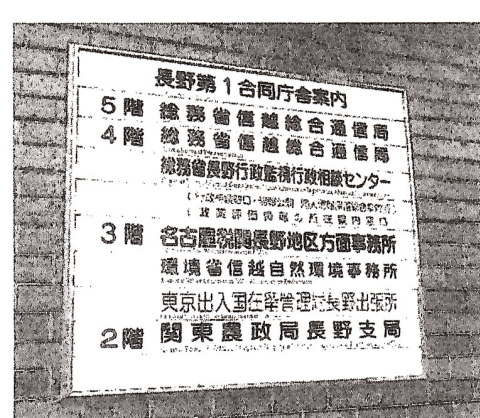 長野第1合同庁舎案内
5階 総務省信越総合通信局
4階 総務省信越総合通信局
総務省長野行政監視行政相談センター
3階 名古屋税関長野地区方面事務所
環境省信越自然環境事務所
東京出入国在留管理局長野出張所
2階 関東農政局長野支局